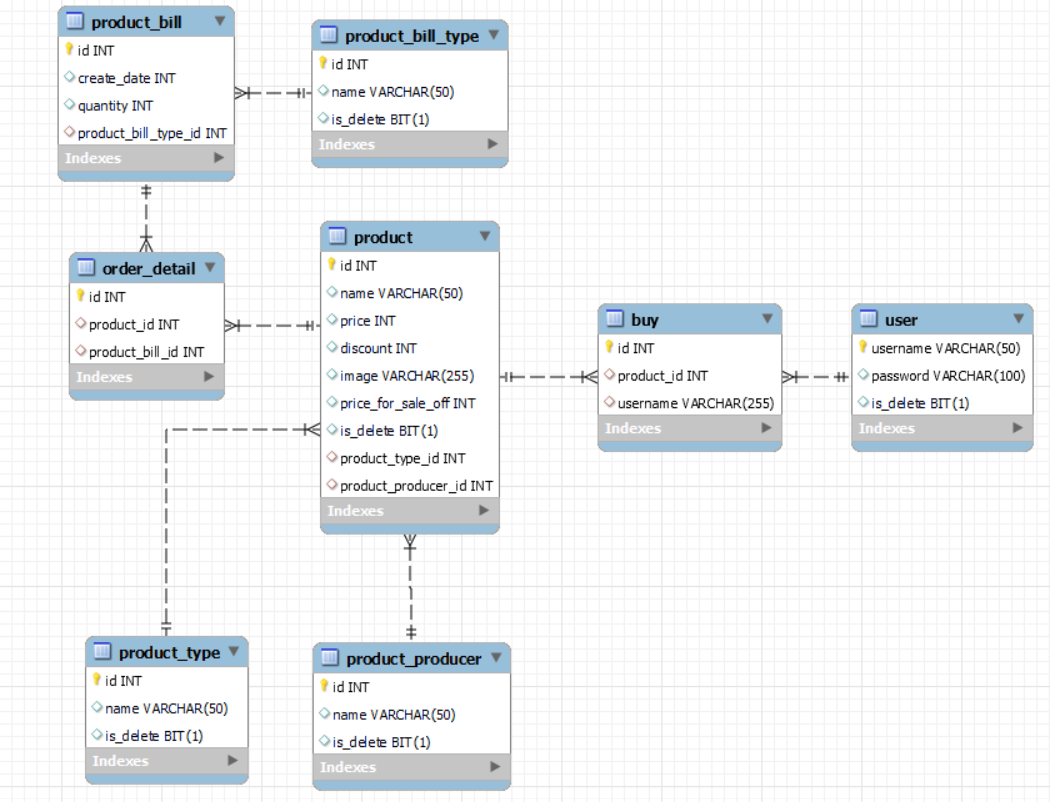 product_bill
id INT
create_date INT
quantity INT
product_bill_type_id INT
Indexes
product_bill_type
id INT
name VARCHAR(50)
is_delete BIT(1)
Indexes
order_detail
id INT
product_id INT
product_bill_id INT
Indexes
product
id INT
name VARCHAR(50)
price INT
discount INT
image VARCHAR(255)
price_for_sale_off INT
is_delete BIT(1)
product_type_id INT
product_producer_id INT
Indexes
buy
id INT
product_id INT
username VARCHAR(255)
Indexes
user
username VARCHAR(50)
password VARCHAR(100)
is_delete BIT(1)
Indexes
product_type
id INT
name VARCHAR(50)
is_delete BIT(1)
Indexes
product_producer
id INT
name VARCHAR(50)
is_delete BIT(1)
Indexes